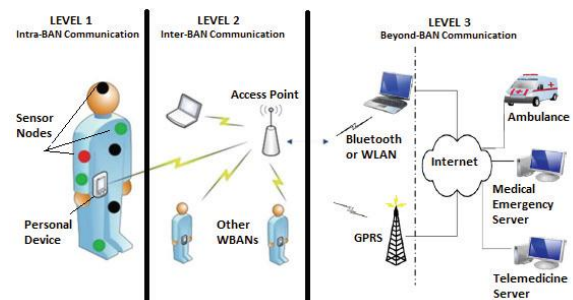 LEVEL 1
Intra-BAN Communication
LEVEL 2
Inter-BAN Communication
LEVEL 3
Beyond-BAN Communication
Sensor
Nodes
Personal
Device
Access Point
Other
WBANs
Bluetooth
or WLAN
GPRS
Internet
Ambulance
Medical
Emergency
Server
Telemedicine
Server